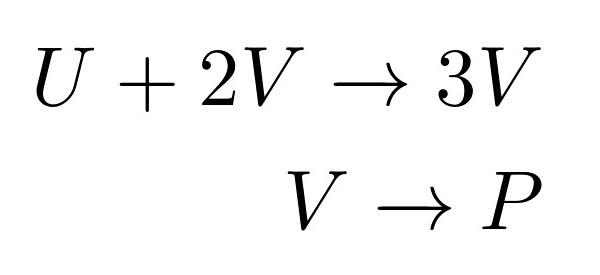 U + 2V → 3V
V → P